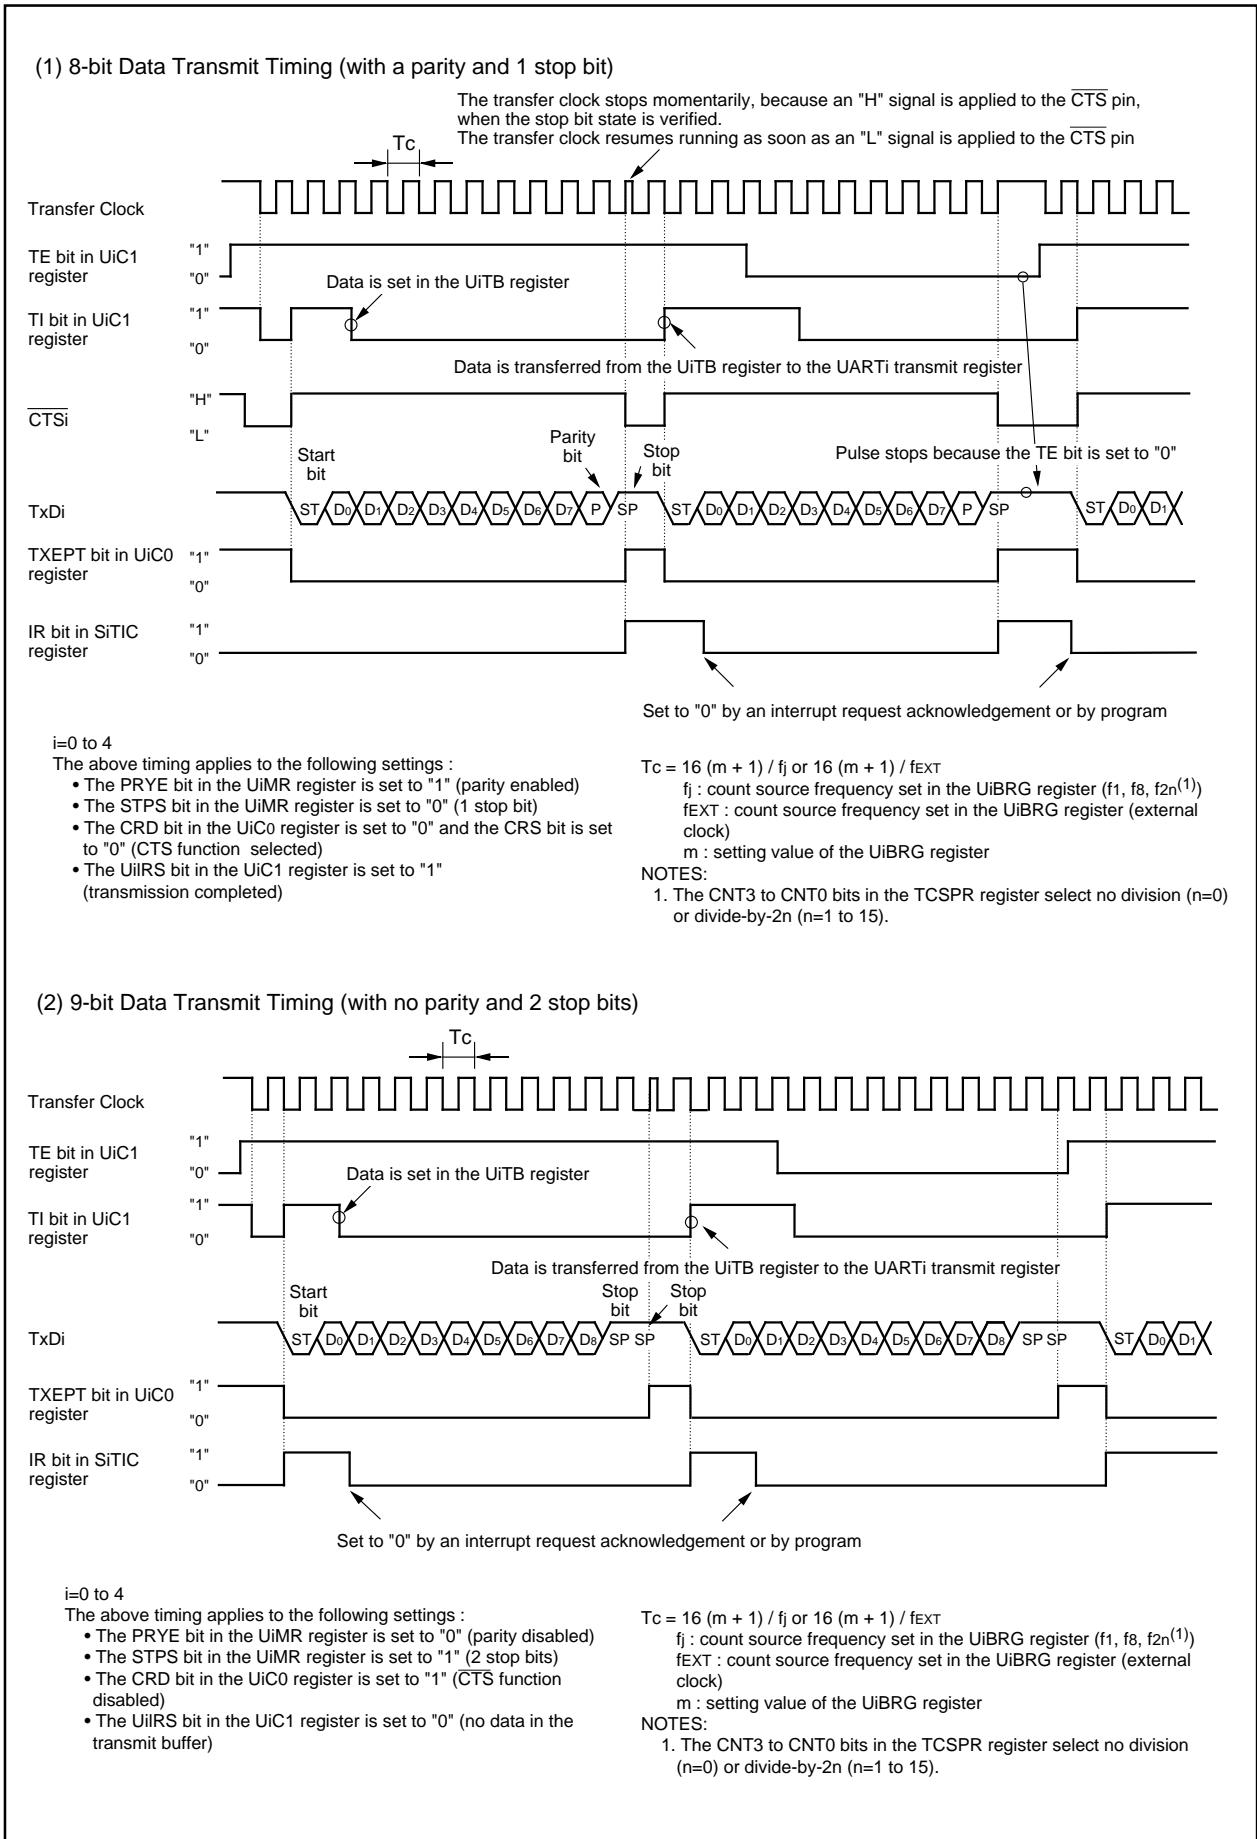 (1) 8-bit Data Transmit Timing (with a parity and 1 stop bit)
The transfer clock stops momentarily, because an "H" signal is applied to the CTS pin,
when the stop bit state is verified.
The transfer clock resumes running as soon as an "L" signal is applied to the CTS pin
Tc
Transfer Clock
TE bit in UiC1
register
"1"
"0"
Data is set in the UiTB register
TI bit in UiC1
register
"1"
"0"
Data is transferred from the UiTB register to the UARTi transmit register
CTSi
"H"
"L"
Start
bit
Parity
bit
Stop
bit
Pulse stops because the TE bit is set to "0"
TxDi
ST D0 D1 D2 D3 D4 D5 D6 D7 P SP ST D0 D1 D2 D3 D4 D5 D6 D7 P SP ST D0 D1
TXEPT bit in UiC0
register
"1"
"0"
IR bit in SiTIC
register
"1"
"0"
Set to "0" by an interrupt request acknowledgement or by program
i=0 to 4
The above timing applies to the following settings :
• The PRYE bit in the UiMR register is set to "1" (parity enabled)
• The STPS bit in the UiMR register is set to "0" (1 stop bit)
• The CRD bit in the UiC0 register is set to "0" and the CRS bit is set
to "0" (CTS function selected)
• The UiIRS bit in the UiC1 register is set to "1"
(transmission completed)
Tc = 16 (m + 1) / fj or 16 (m + 1) / fEXT
fj : count source frequency set in the UiBRG register (f1, f8, f2n(1))
fEXT : count source frequency set in the UiBRG register (external
clock)
m : setting value of the UiBRG register
NOTES:
1. The CNT3 to CNT0 bits in the TCSPR register select no division (n=0)
or divide-by-2n (n=1 to 15).
(2) 9-bit Data Transmit Timing (with no parity and 2 stop bits)
Tc
Transfer Clock
TE bit in UiC1
register
"1"
"0"
Data is set in the UiTB register
TI bit in UiC1
register
"1"
"0"
Data is transferred from the UiTB register to the UARTi transmit register
Start
bit
Stop
bit
Stop
bit
TxDi
ST D0 D1 D2 D3 D4 D5 D6 D7 D8 SP SP ST D0 D1 D2 D3 D4 D5 D6 D7 D8 SP SP ST D0 D1
TXEPT bit in UiC0
register
"1"
"0"
IR bit in SiTIC
register
"1"
"0"
Set to "0" by an interrupt request acknowledgement or by program
i=0 to 4
The above timing applies to the following settings :
• The PRYE bit in the UiMR register is set to "0" (parity disabled)
• The STPS bit in the UiMR register is set to "1" (2 stop bits)
• The CRD bit in the UiC0 register is set to "1" (CTS function
disabled)
• The UiIRS bit in the UiC1 register is set to "0" (no data in the
transmit buffer)
Tc = 16 (m + 1) / fj or 16 (m + 1) / fEXT
fj : count source frequency set in the UiBRG register (f1, f8, f2n(1))
fEXT : count source frequency set in the UiBRG register (external
clock)
m : setting value of the UiBRG register
NOTES:
1. The CNT3 to CNT0 bits in the TCSPR register select no division
(n=0) or divide-by-2n (n=1 to 15).